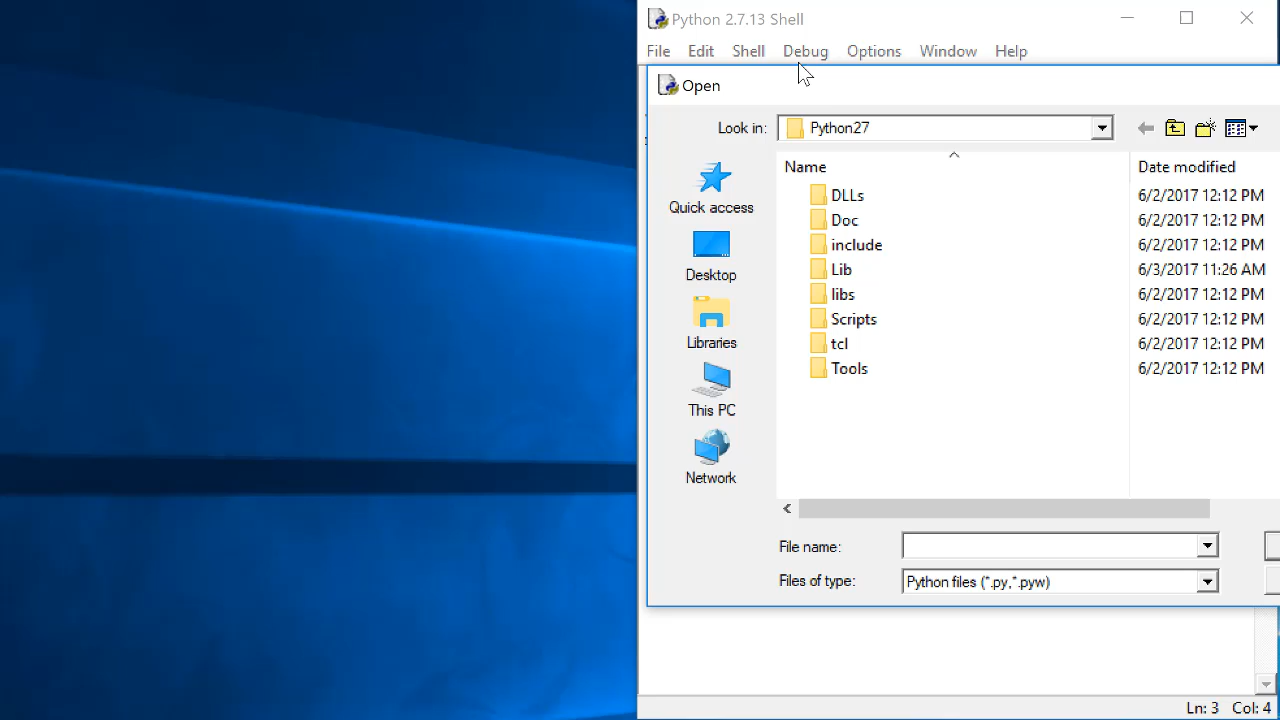 Python 2.7.13 Shell
File Edit Shell Debug Options Window Help
Open
Look in: Python27
Name Date modified
Quick access
Desktop
Libraries
This PC
Network
DLLs 6/2/2017 12:12 PM
Doc 6/2/2017 12:12 PM
include 6/2/2017 12:12 PM
Lib 6/3/2017 11:26 AM
libs 6/2/2017 12:12 PM
Scripts 6/2/2017 12:12 PM
tcl 6/2/2017 12:12 PM
Tools 6/2/2017 12:12 PM
File name:
Files of type: Python files (*.py,*.pyw)
Ln: 3 Col: 4